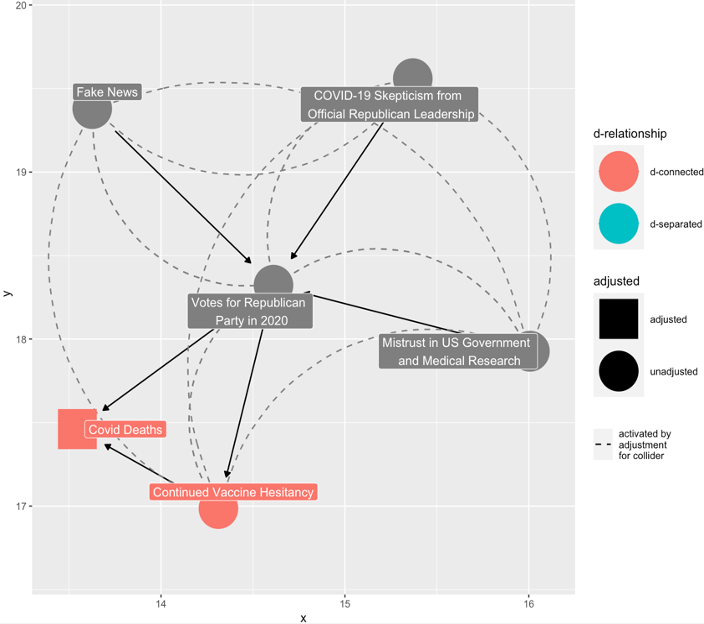 20
19
18
17
y
14
15
16
x
Fake News
COVID-19 Skepticism from
Official Republican Leadership
Votes for Republican
Party in 2020
Mistrust in US Government
and Medical Research
Covid Deaths
Continued Vaccine Hesitancy
d-relationship
d-connected
d-separated
adjusted
adjusted
unadjusted
activated by
adjustment
for collider